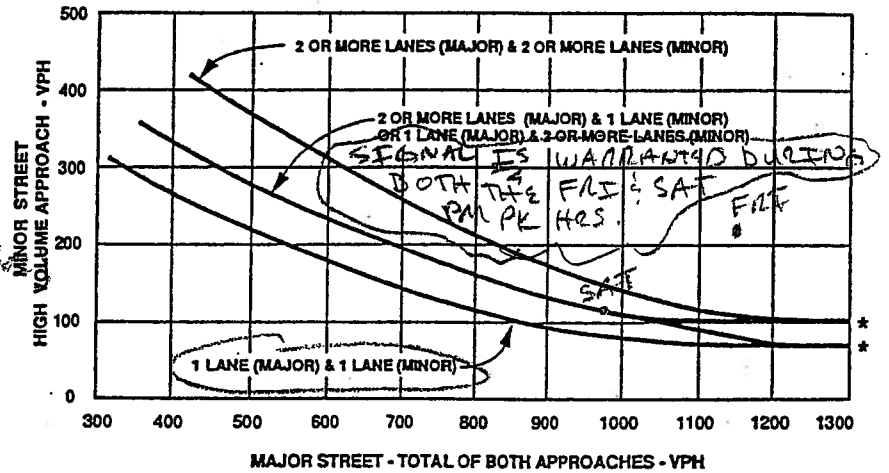 500
400
300
200
100
0
MINOR STREET
HIGH VOLUME APPROACH - VPH
2 OR MORE LANES (MAJOR) & 2 OR MORE LANES (MINOR)
2 OR MORE LANES (MAJOR) & 1 LANE (MINOR)
OR 1 LANE (MAJOR) & 2 OR MORE LANES (MINOR)
SIGNAL IS WARRANTED DURING
BOTH THE FRI & SAT
PM PK HRS.
FRI
SAT
*
*
1 LANE (MAJOR) & 1 LANE (MINOR)
300 400 500 600 700 800 900 1000 1100 1200 1300
MAJOR STREET - TOTAL OF BOTH APPROACHES - VPH